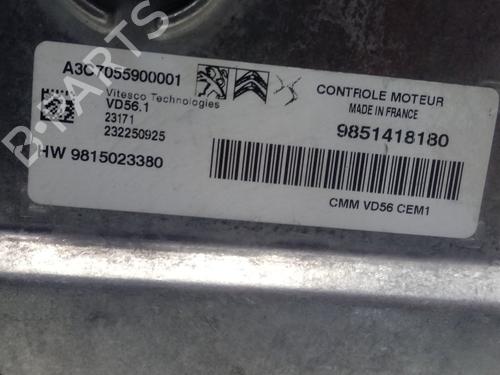 A3C7055900001
Vitesco Technologies
VD56.1
23171
232250925
HW 9815023380
CONTROLE MOTEUR
MADE IN FRANCE
9851418180
CMM VD56 CEM1
B-PARTS